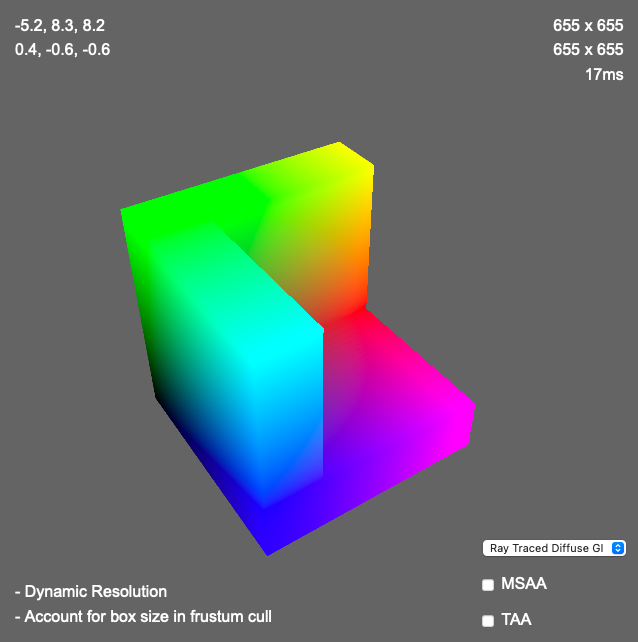 -5.2, 8.3, 8.2
0.4, -0.6, -0.6
655 x 655
655 x 655
17ms
Ray Traced Diffuse GI
MSAA
TAA
- Dynamic Resolution
- Account for box size in frustum cull